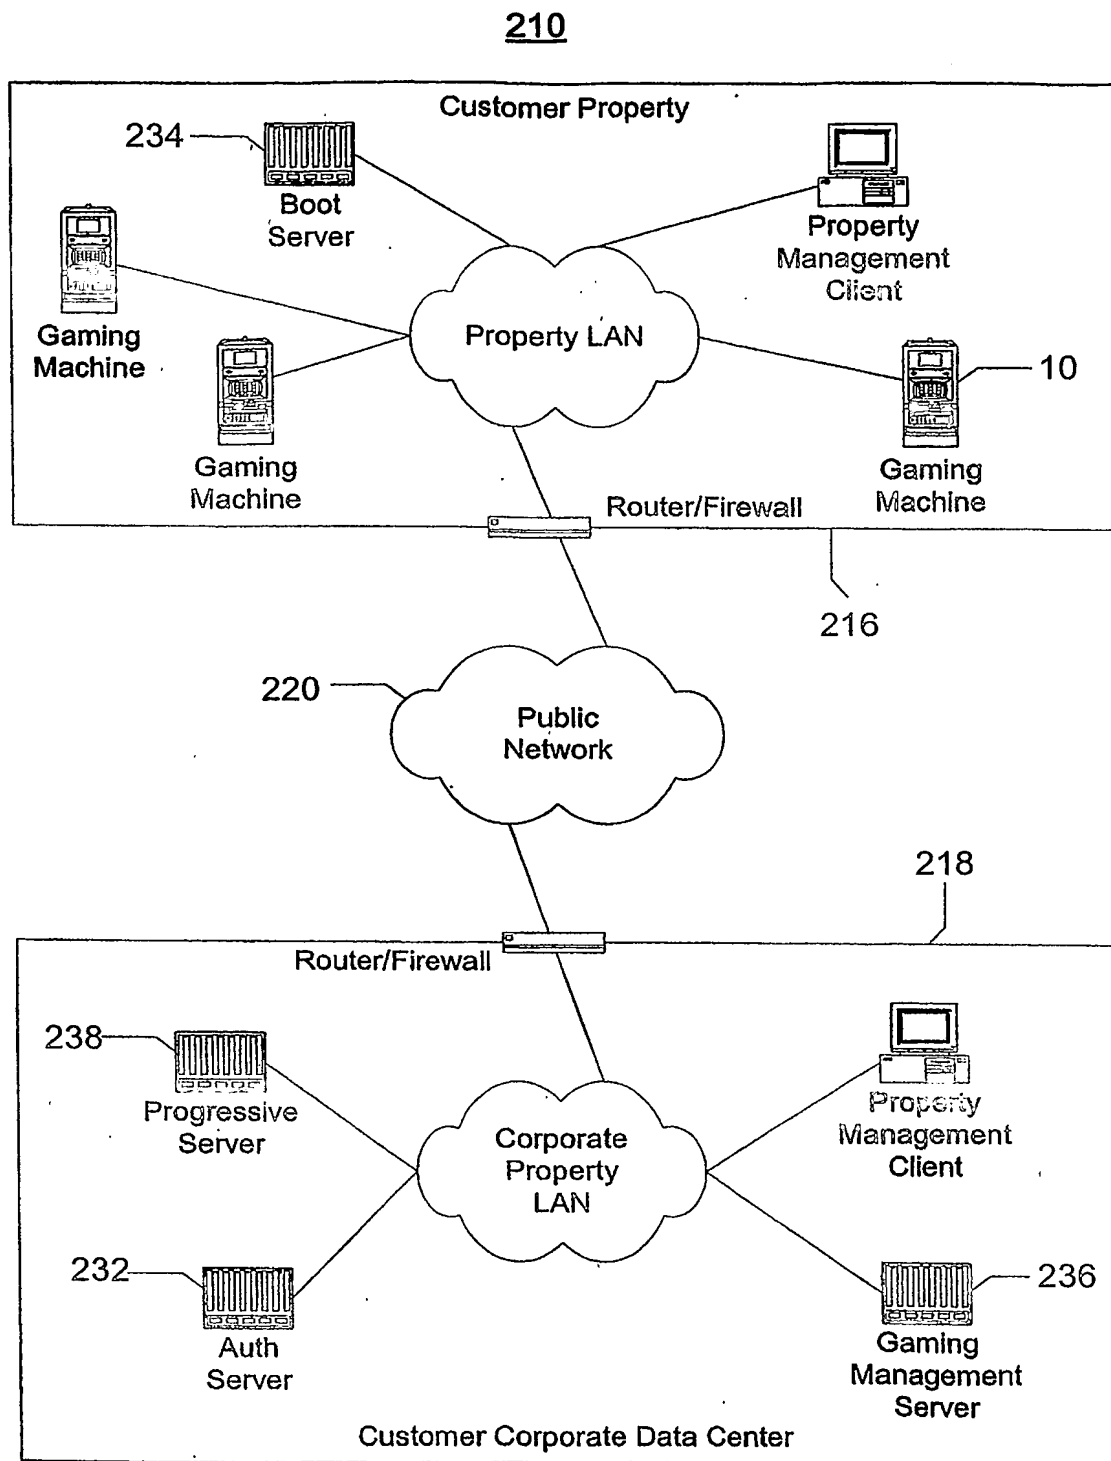 210
Customer Property
234
Boot
Server
Property
Management
Client
Gaming
Machine
Property LAN
10
Gaming
Machine
Gaming
Machine
Router/Firewall
216
220
Public
Network
218
Router/Firewall
238
Progressive
Server
Corporate
Property
LAN
Property
Management
Client
232
Auth
Server
236
Gaming
Management
Server
Customer Corporate Data Center